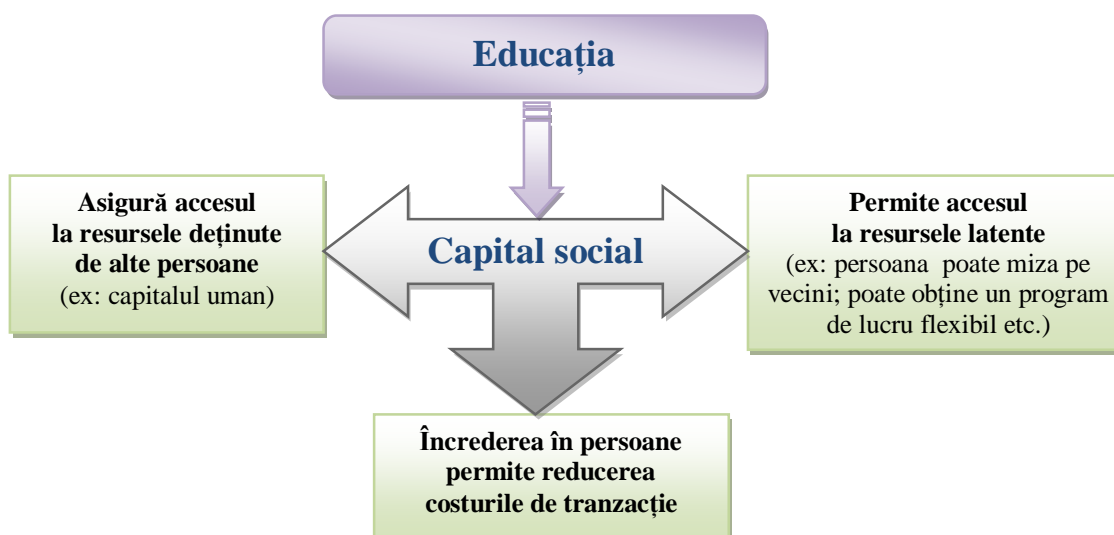 Educația
Asigură accesul
la resursele deținute
de alte persoane
(ex: capitalul uman)
Capital social
Permite accesul
la resursele latente
(ex: persoana poate miza pe
vecini; poate obține un program
de lucru flexibil etc.)
Încrederea în persoane
permite reducerea
costurile de tranzacție